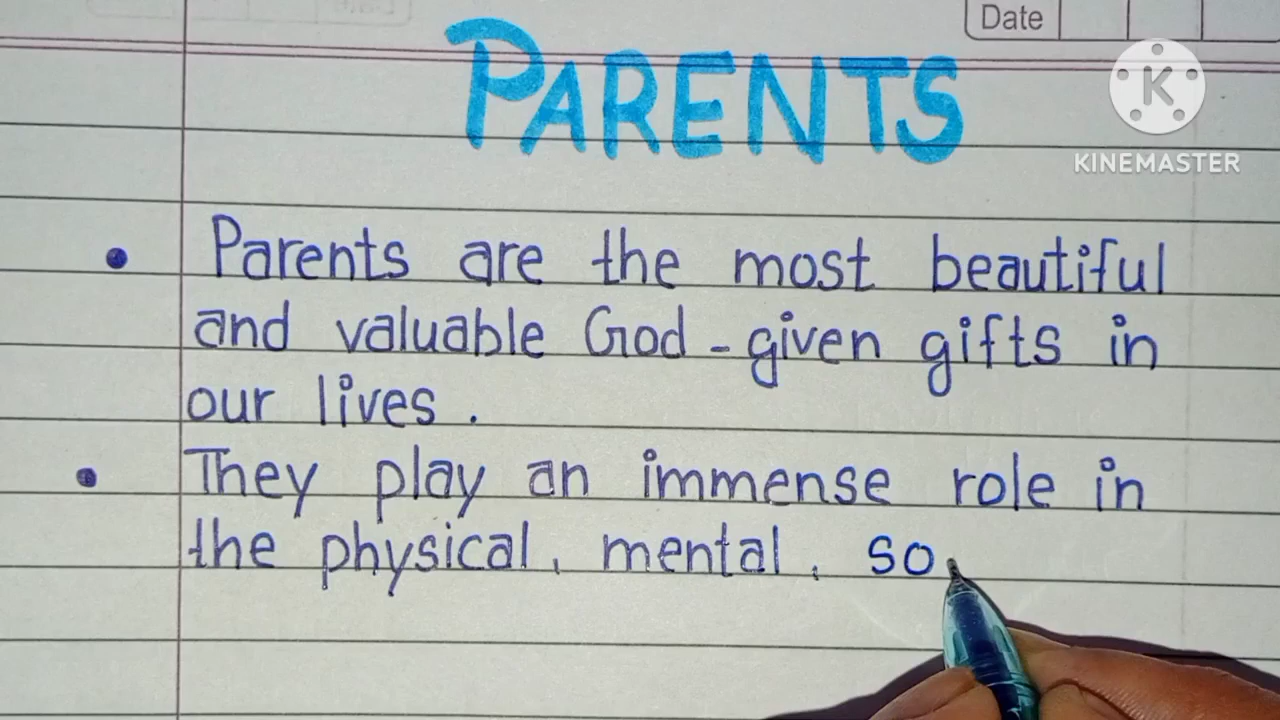 Date
PARENTS
KINEMASTER
• Parents are the most beautiful
and valuable God-given gifts in
our lives.
• They play an immense role in
the physical, mental, so